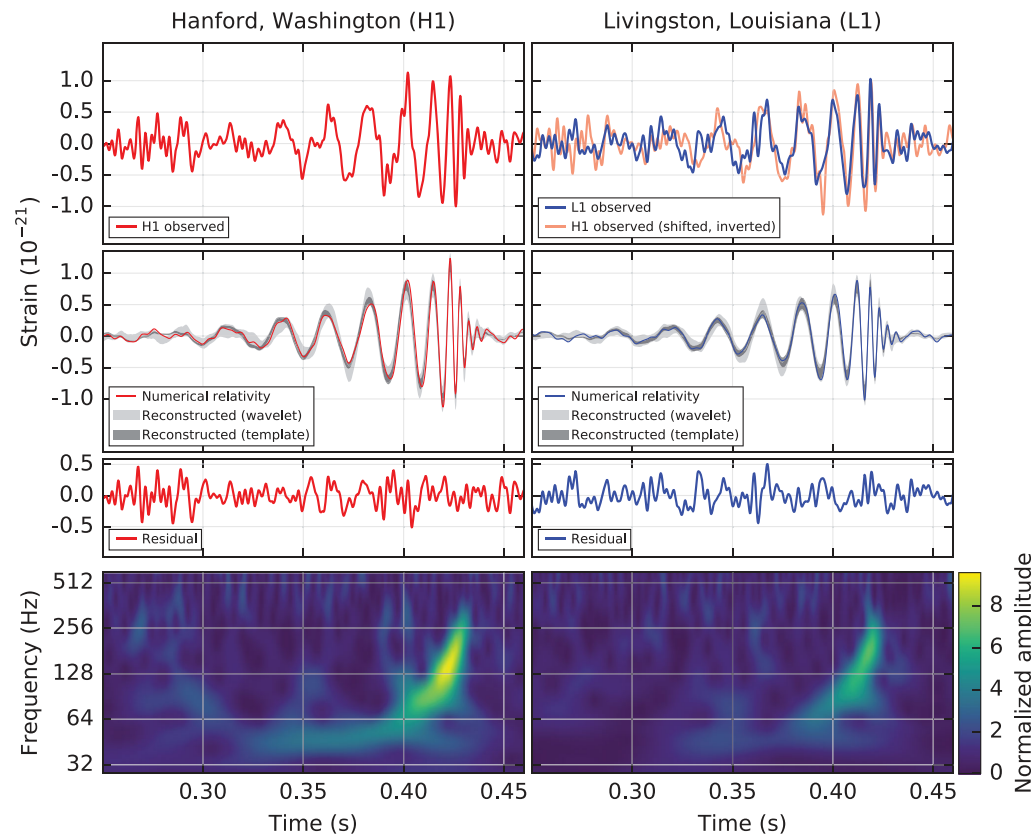 Hanford, Washington (H1)
Livingston, Louisiana (L1)
Strain (10⁻²¹)
1.0
0.5
0.0
-0.5
-1.0
H1 observed
L1 observed
H1 observed (shifted, inverted)
1.0
0.5
0.0
-0.5
-1.0
Numerical relativity
Reconstructed (wavelet)
Reconstructed (template)
Numerical relativity
Reconstructed (wavelet)
Reconstructed (template)
0.5
0.0
-0.5
Residual
Residual
Frequency (Hz)
512
256
128
64
32
0.30
0.35
0.40
0.45
Time (s)
0.30
0.35
0.40
0.45
Time (s)
8
6
4
2
0
Normalized amplitude